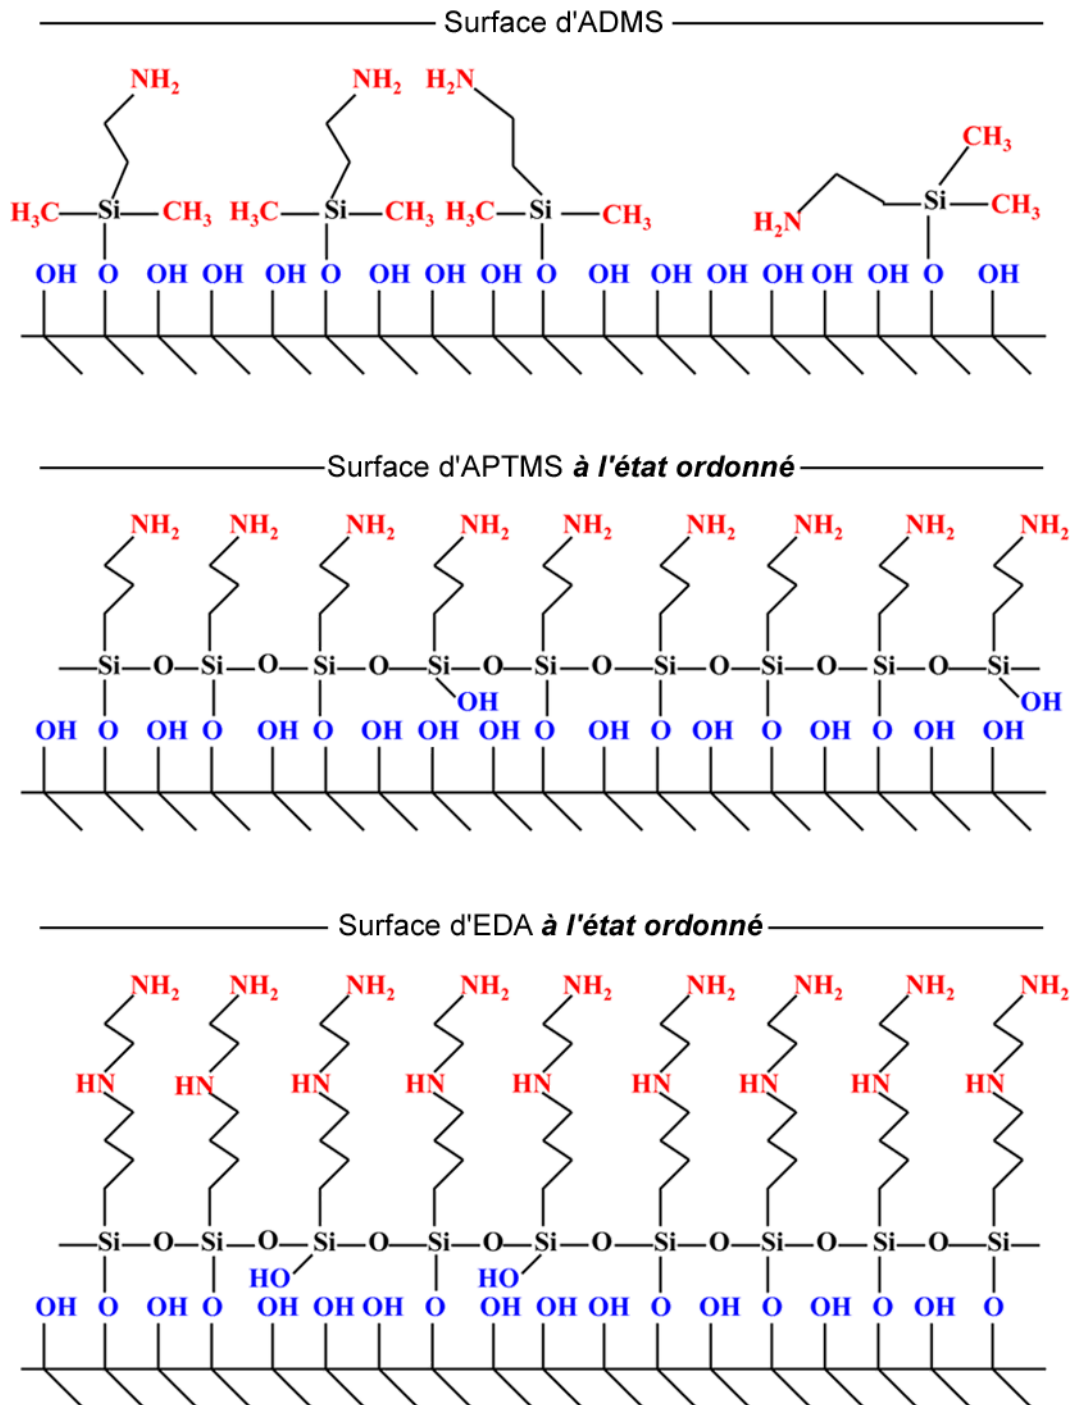 Surface d'ADMS
NH₂ NH₂ H₂N
CH₃
H₃C Si CH₃ H₃C Si CH₃ H₃C Si CH₃ H₂N Si CH₃
OH O OH OH OH O OH OH OH O OH OH OH OH OH OH O OH
Surface d'APTMS à l'état ordonné
NH₂ NH₂ NH₂ NH₂ NH₂ NH₂ NH₂ NH₂ NH₂
Si O Si O Si O Si O Si O Si O Si O Si O Si
OH OH
OH O OH O OH O OH OH OH O OH O OH O OH O OH OH
Surface d'EDA à l'état ordonné
NH₂ NH₂ NH₂ NH₂ NH₂ NH₂ NH₂ NH₂ NH₂
HN HN HN HN HN HN HN HN HN
Si O Si O Si O Si O Si O Si O Si O Si O Si
HO HO
OH O OH O OH OH OH O OH OH OH O OH O OH O OH O